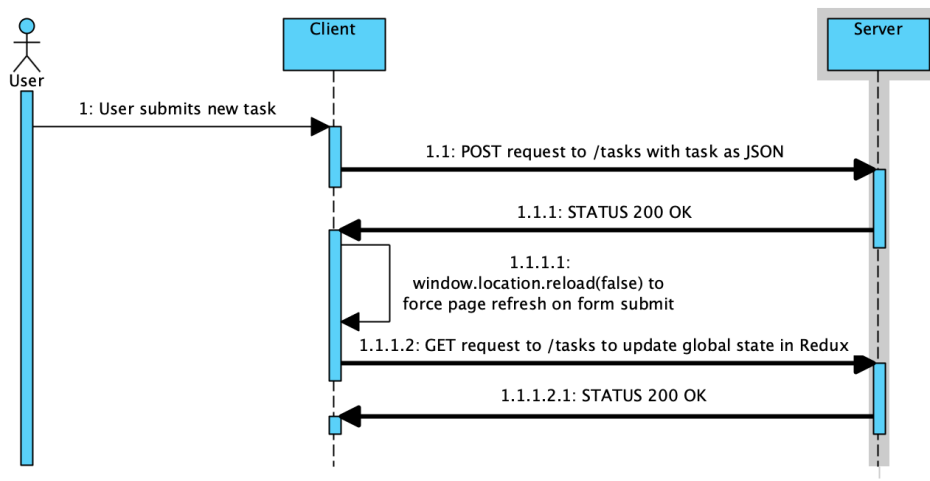 Client
Server
User
1: User submits new task
1.1: POST request to /tasks with task as JSON
1.1.1: STATUS 200 OK
1.1.1.1:
window.location.reload(false) to
force page refresh on form submit
1.1.1.2: GET request to /tasks to update global state in Redux
1.1.1.2.1: STATUS 200 OK